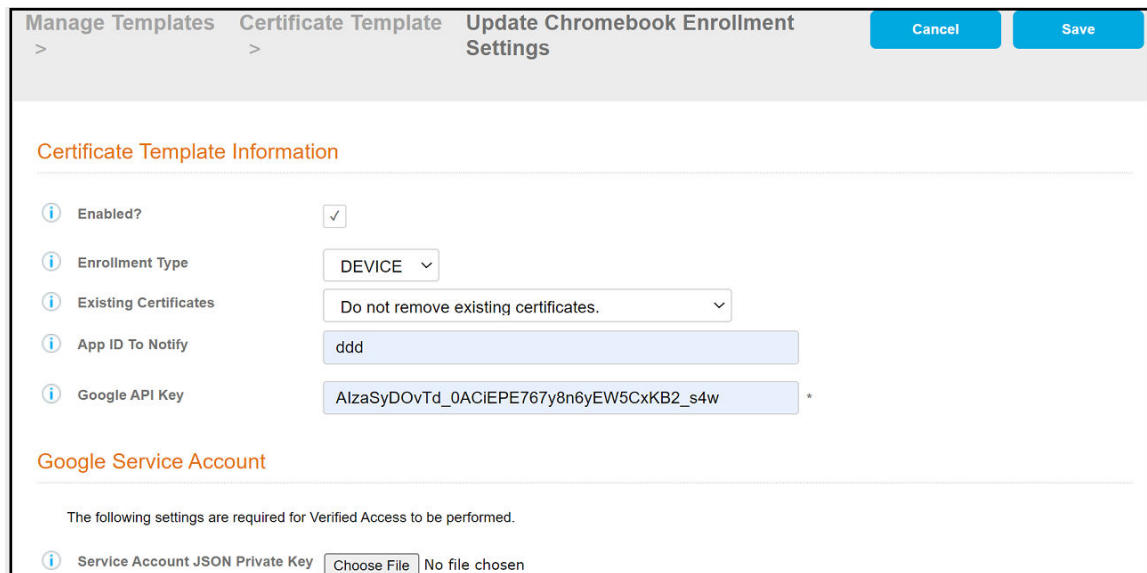 Manage Templates > Certificate Template > Update Chromebook Enrollment Settings
Cancel
Save
Certificate Template Information
Enabled?
Enrollment Type DEVICE
Existing Certificates Do not remove existing certificates.
App ID To Notify ddd
Google API Key AIzaSyDOvTd_0ACiEPE767y8n6yEW5CxKB2_s4w *
Google Service Account
The following settings are required for Verified Access to be performed.
Service Account JSON Private Key Choose File No file chosen